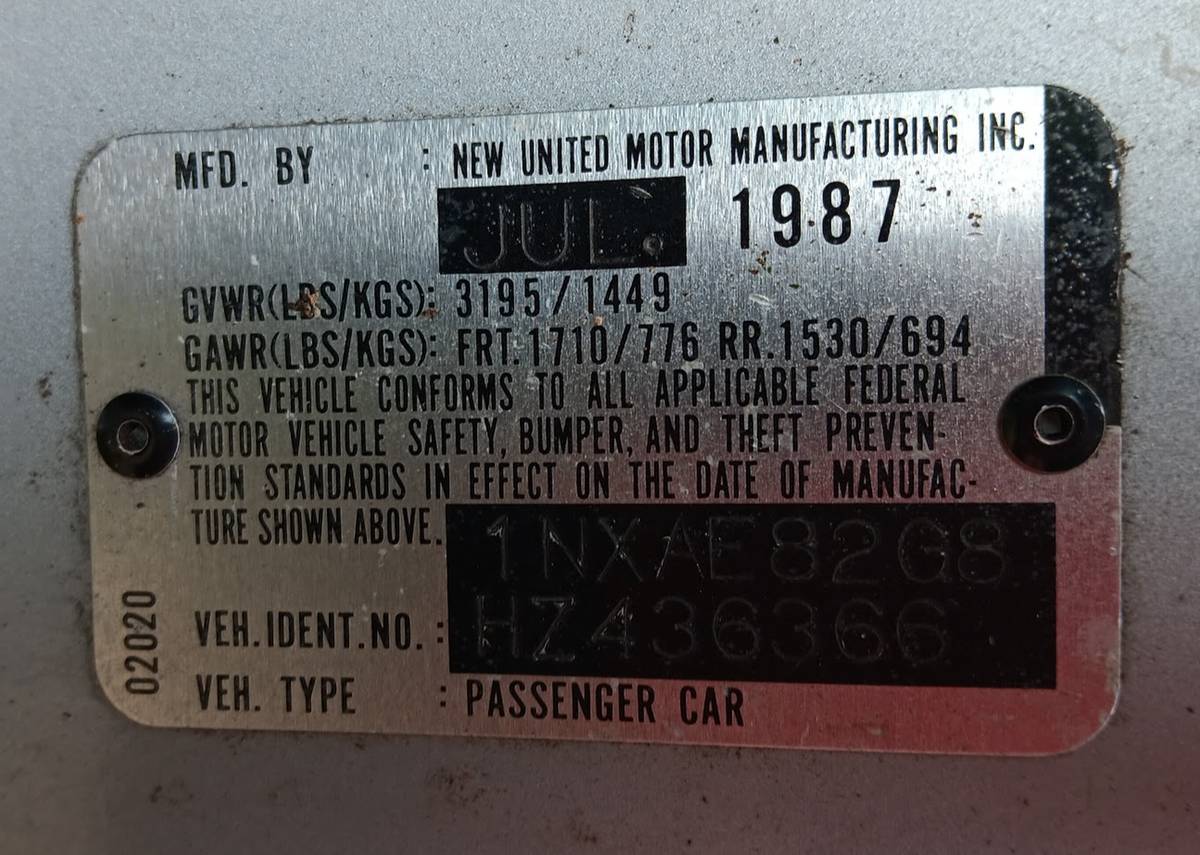 MFD. BY : NEW UNITED MOTOR MANUFACTURING INC.
JUL. 1987
GVWR(LBS/KGS): 3195/1449
GAWR(LBS/KGS): FRT.1710/776 RR.1530/694
THIS VEHICLE CONFORMS TO ALL APPLICABLE FEDERAL
MOTOR VEHICLE SAFETY, BUMPER, AND THEFT PREVEN-
TION STANDARDS IN EFFECT ON THE DATE OF MANUFAC-
TURE SHOWN ABOVE.
1NXAE82G8
VEH.IDENT.NO. : HZ436366
VEH. TYPE : PASSENGER CAR
02020